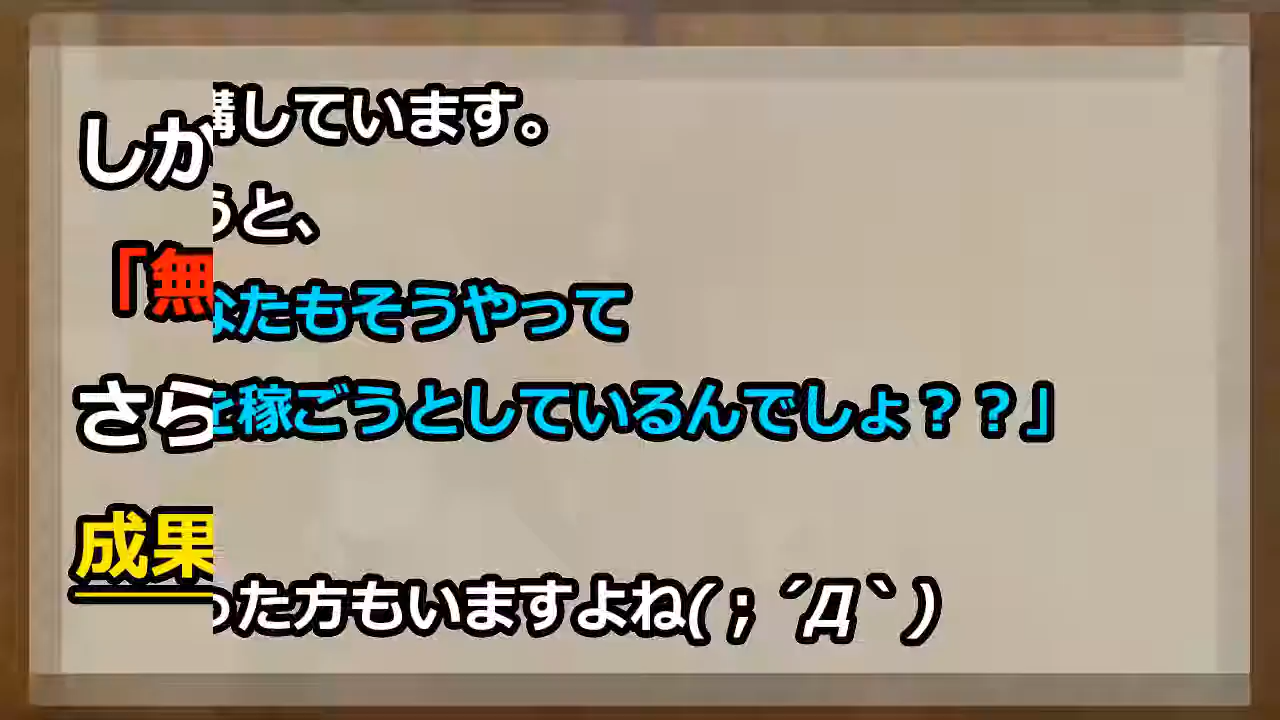 しか
しています。
「無
うと、
なたもそうやって
さら
を稼ごうとしているんでしょ？？」
成果
った方もいますよね(；´Д｀)